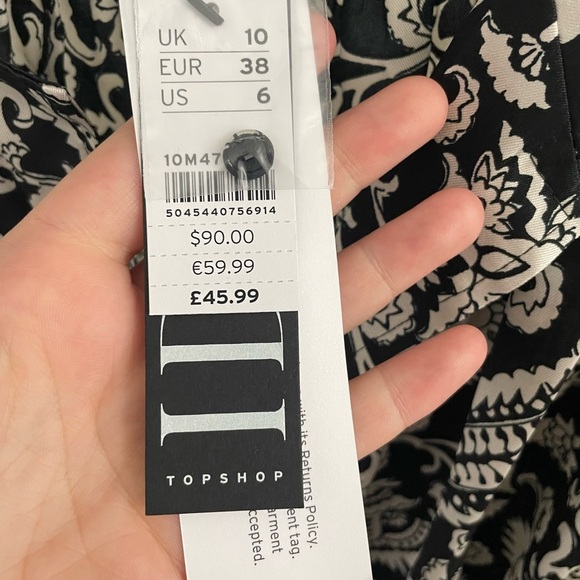 UK 10
EUR 38
US 6
10M47
5045440756914
$90.00
€59.99
£45.99
TOPSHOP
with its Returns Policy.
ent tag.
arment
ccepted.